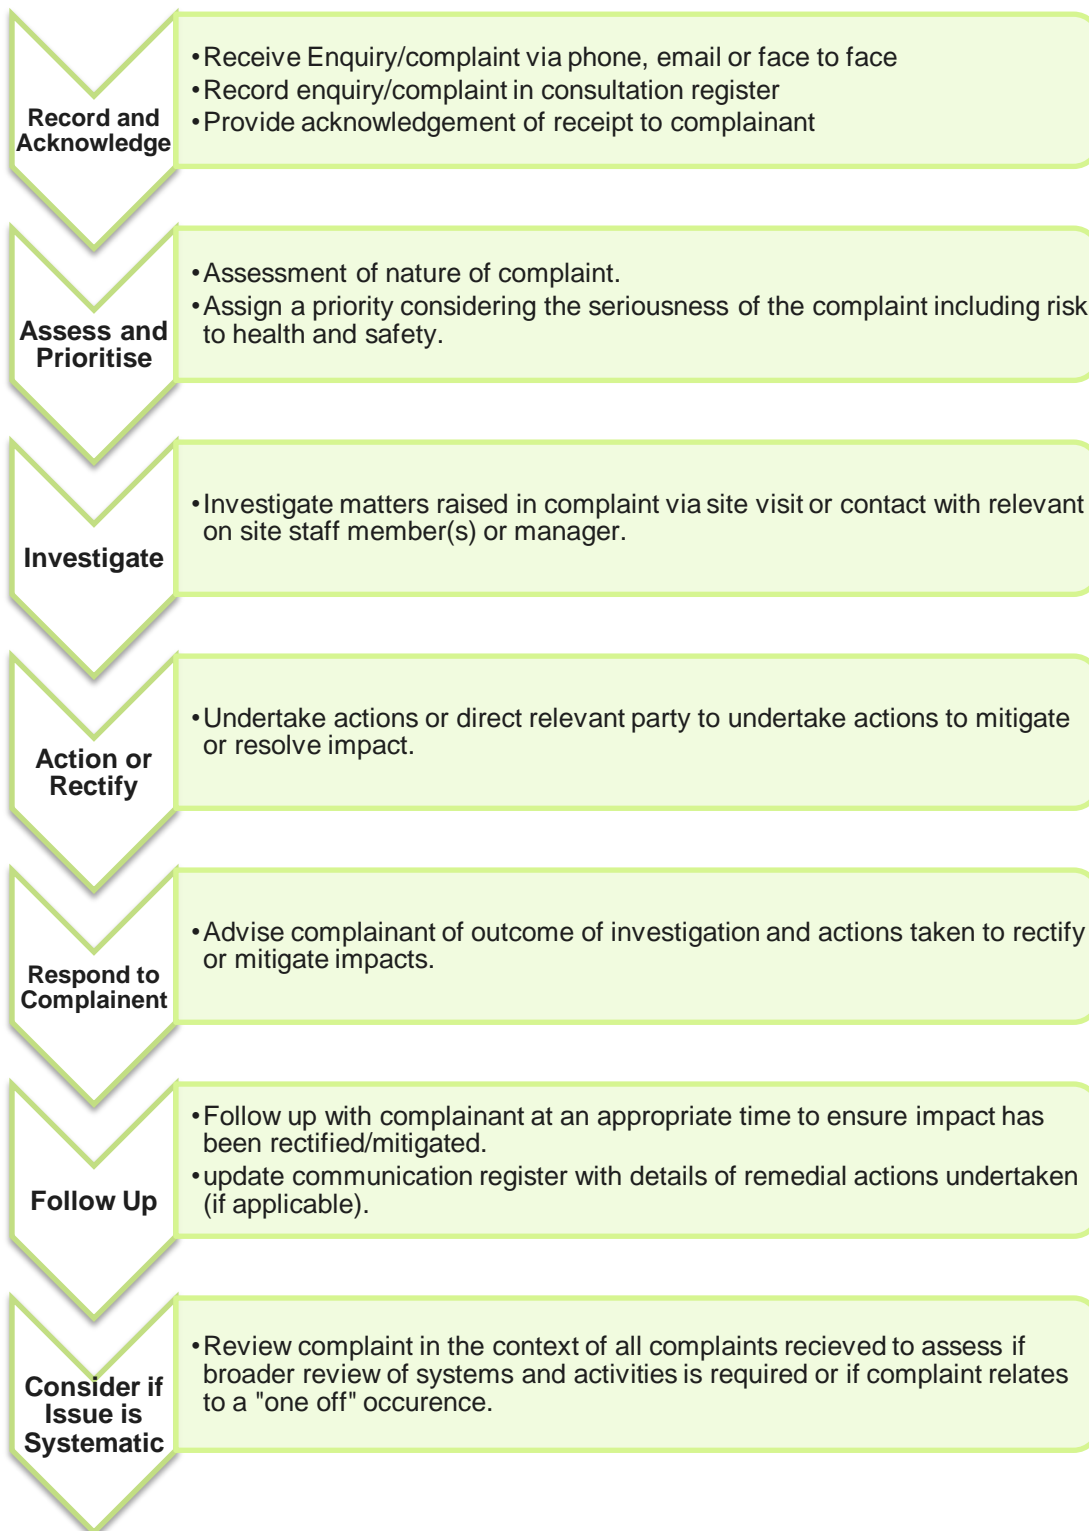 Record and
Acknowledge
•Receive Enquiry/complaint via phone, email or face to face
•Record enquiry/complaint in consultation register
•Provide acknowledgement of receipt to complainant
Assess and
Prioritise
•Assessment of nature of complaint.
•Assign a priority considering the seriousness of the complaint including risk
to health and safety.
Investigate
•Investigate matters raised in complaint via site visit or contact with relevant
on site staff member(s) or manager.
Action or
Rectify
•Undertake actions or direct relevant party to undertake actions to mitigate
or resolve impact.
Respond to
Complainent
•Advise complainant of outcome of investigation and actions taken to rectify
or mitigate impacts.
Follow Up
•Follow up with complainant at an appropriate time to ensure impact has
been rectified/mitigated.
•update communication register with details of remedial actions undertaken
(if applicable).
Consider if
Issue is
Systematic
•Review complaint in the context of all complaints recieved to assess if
broader review of systems and activities is required or if complaint relates
to a "one off" occurence.